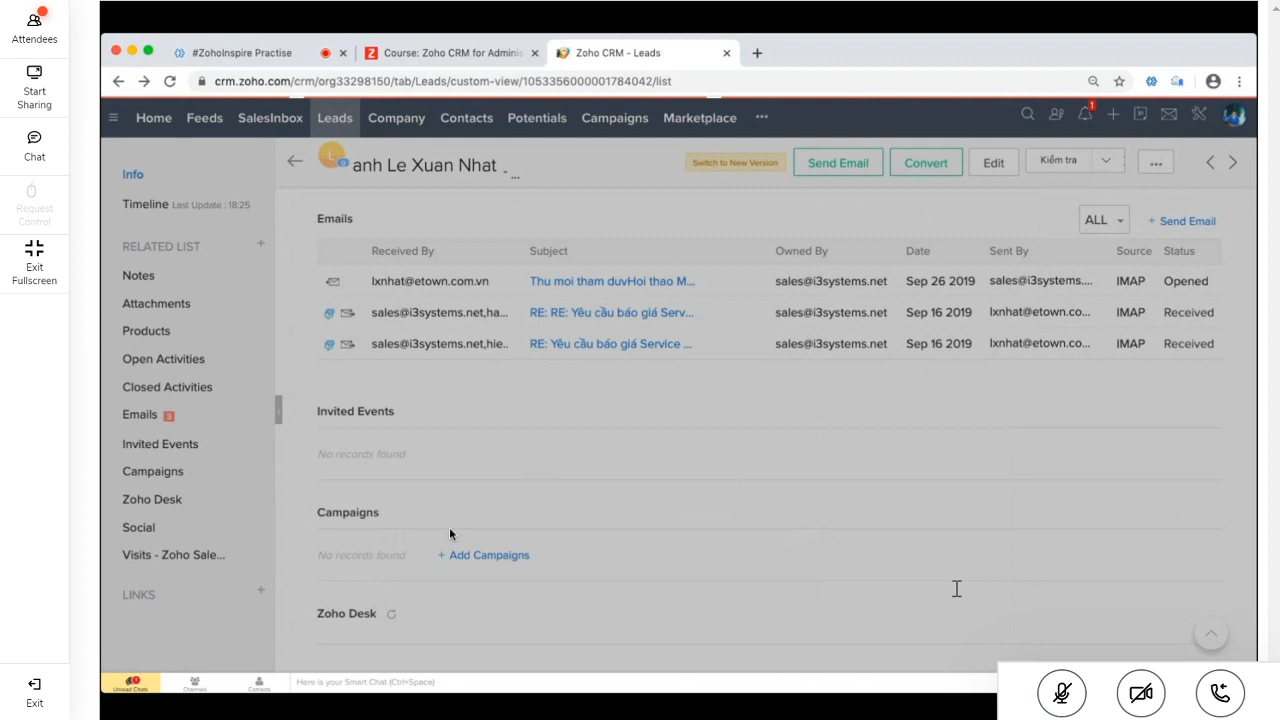 Attendees
Start
Sharing
Chat
Request
Control
Exit
Fullscreen
Exit
#ZohoInspire Practise
Course: Zoho CRM for Adminis
Zoho CRM - Leads
crm.zoho.com/crm/org33298150/tab/Leads/custom-view/1053356000001784042/list
Home Feeds SalesInbox Leads Company Contacts Potentials Campaigns Marketplace ...
1
L
anh Le Xuan Nhat - ...
Switch to New Version
Send Email
Convert
Edit
Kiểm tra
...
Info
Timeline Last Update : 18:25
RELATED LIST +
Notes
Attachments
Products
Open Activities
Closed Activities
Emails 3
Invited Events
Campaigns
Zoho Desk
Social
Visits - Zoho Sale...
LINKS +
Emails
ALL
+ Send Email
Received By Subject Owned By Date Sent By Source Status
lxnhat@etown.com.vn Thu moi tham duvHoi thao M... sales@i3systems.net Sep 26 2019 sales@i3systems.... IMAP Opened
sales@i3systems.net,ha... RE: RE: Yêu cầu báo giá Serv... sales@i3systems.net Sep 16 2019 lxnhat@etown.co... IMAP Received
sales@i3systems.net,hie.. RE: Yêu cầu báo giá Service ... sales@i3systems.net Sep 16 2019 lxnhat@etown.co... IMAP Received
Invited Events
No records found
Campaigns
No records found + Add Campaigns
Zoho Desk
Unread Chats
Channels
Contacts
Here is your Smart Chat (Ctrl+Space)